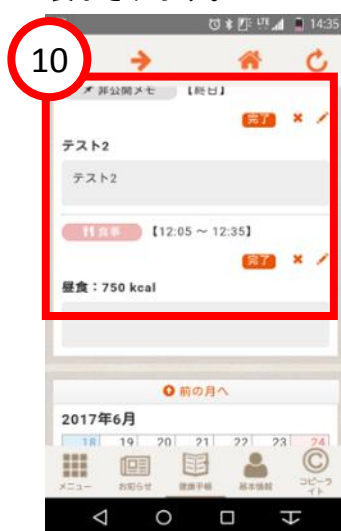 10
14:35
非公開メモ 【終日】
完了
テスト2
テスト2
食事 【12:05 ～ 12:35】
完了
昼食：750 kcal
前の月へ
2017年6月
18 19 20 21 22 23 24
メニュー お知らせ 健康手帳 基本情報 コピーライト